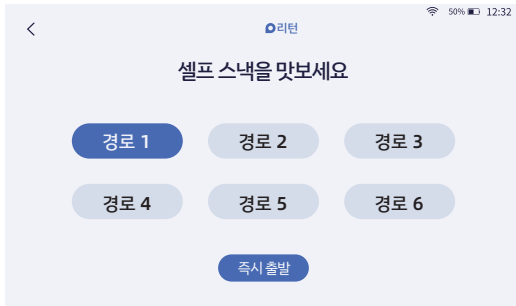 50% 12:32
리턴
셀프 스낵을 맛보세요
경로 1 경로 2 경로 3
경로 4 경로 5 경로 6
즉시 출발